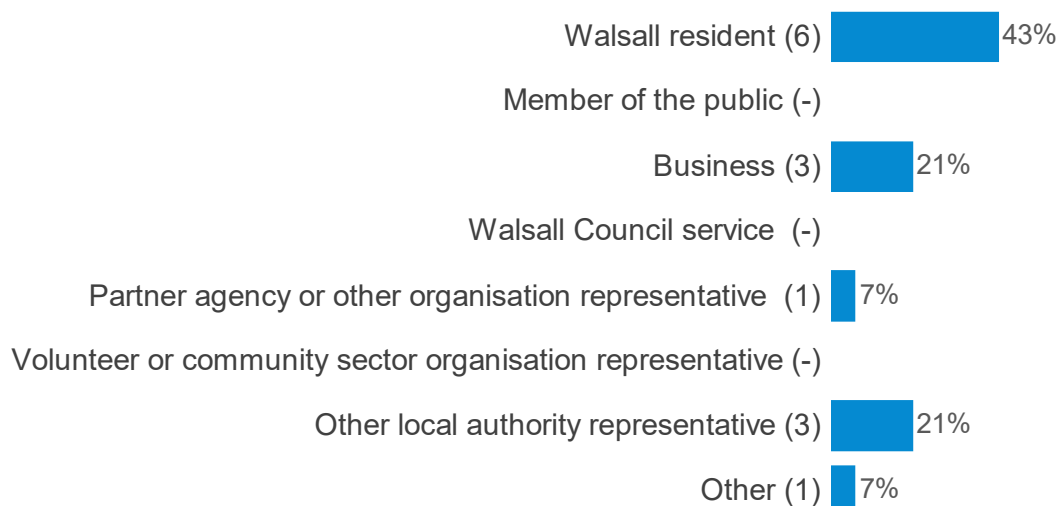 Walsall resident (6) 43%
Member of the public (-)
Business (3) 21%
Walsall Council service (-)
Partner agency or other organisation representative (1) 7%
Volunteer or community sector organisation representative (-)
Other local authority representative (3) 21%
Other (1) 7%